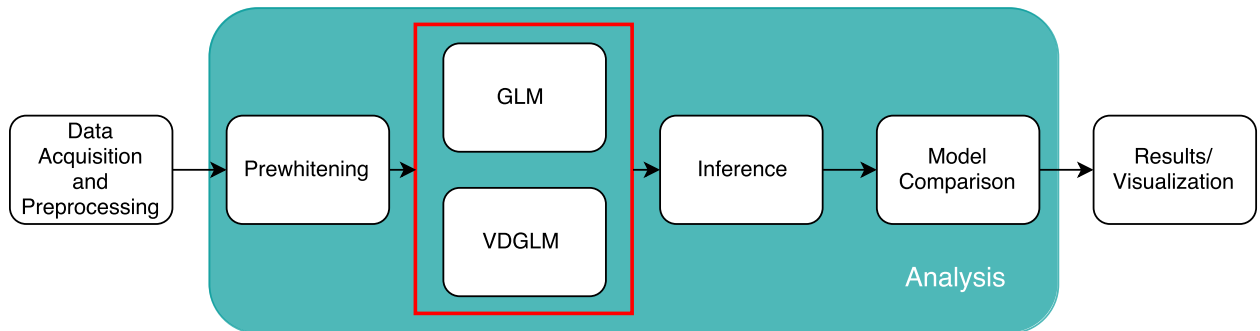 Data
Acquisition
and
Preprocessing
Prewhitening
GLM
VDGLM
Inference
Model
Comparison
Results/
Visualization
Analysis